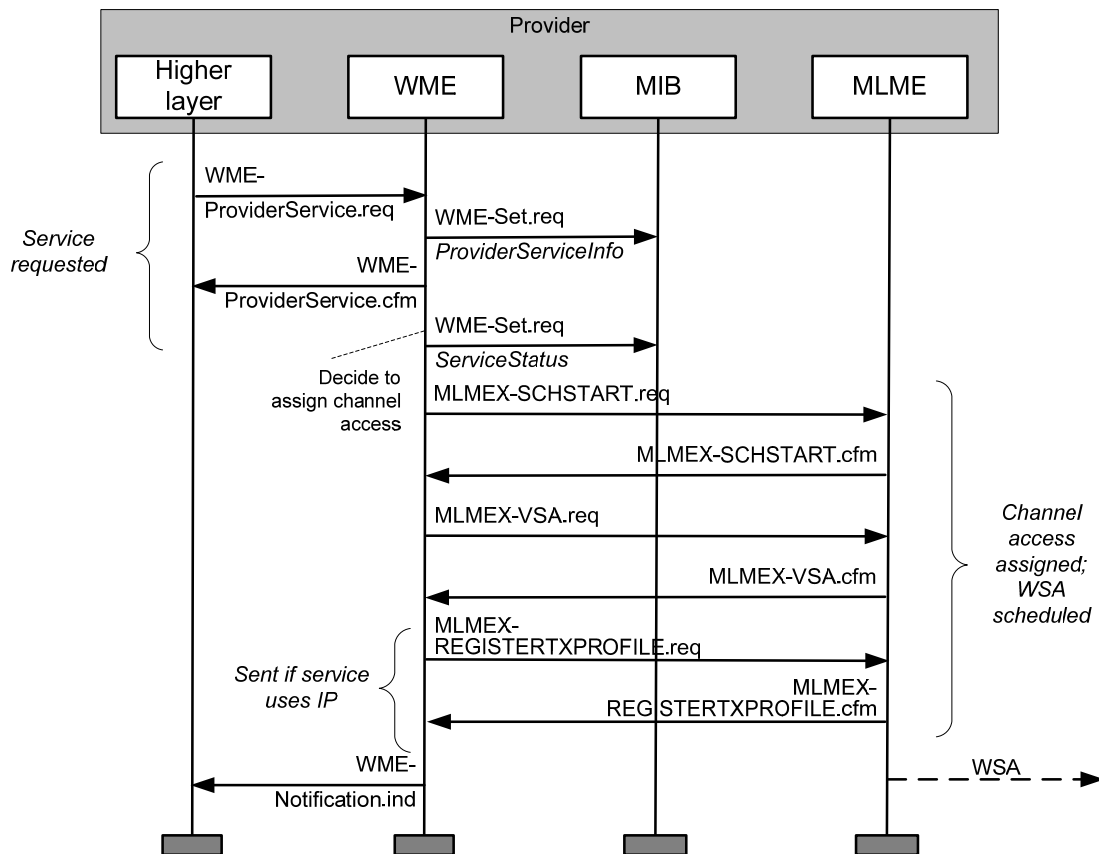 Provider
Higher
layer
WME
MIB
MLME
WME-
ProviderService.req
WME-Set.req
ProviderServiceInfo
Service
requested
WME-
ProviderService.cfm
WME-Set.req
ServiceStatus
Decide to
assign channel
access
MLMEX-SCHSTART.req
MLMEX-SCHSTART.cfm
MLMEX-VSA.req
MLMEX-VSA.cfm
Channel
access
assigned;
WSA
scheduled
MLMEX-
REGISTERTXPROFILE.req
Sent if service
uses IP
MLMEX-
REGISTERTXPROFILE.cfm
WME-
Notification.ind
WSA